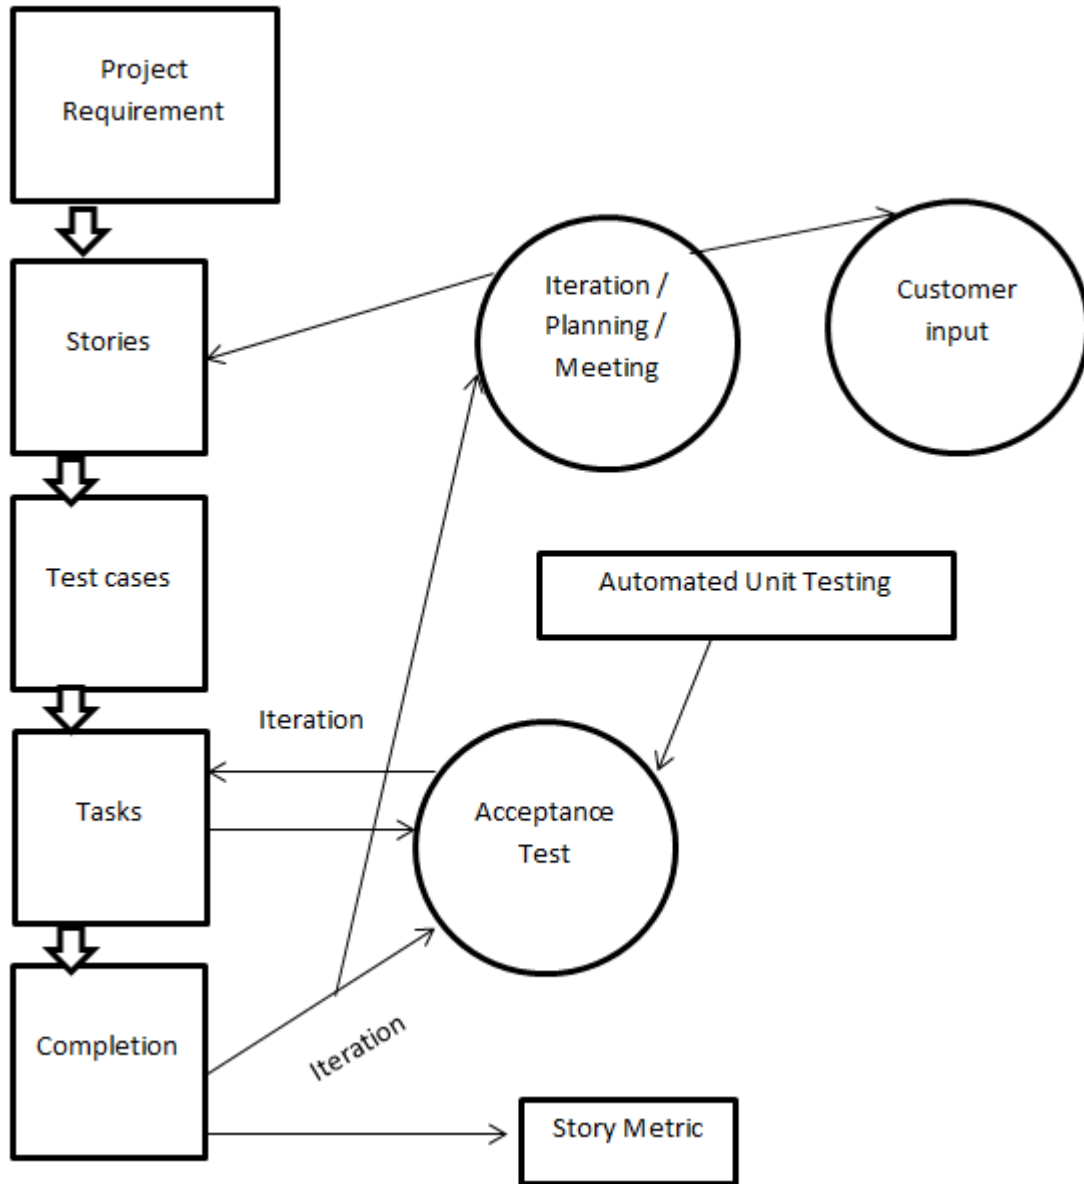 Project
Requirement
Stories
Iteration /
Planning /
Meeting
Customer
input
Test cases
Automated Unit Testing
Iteration
Tasks
Acceptance
Test
Completion
Iteration
Story Metric